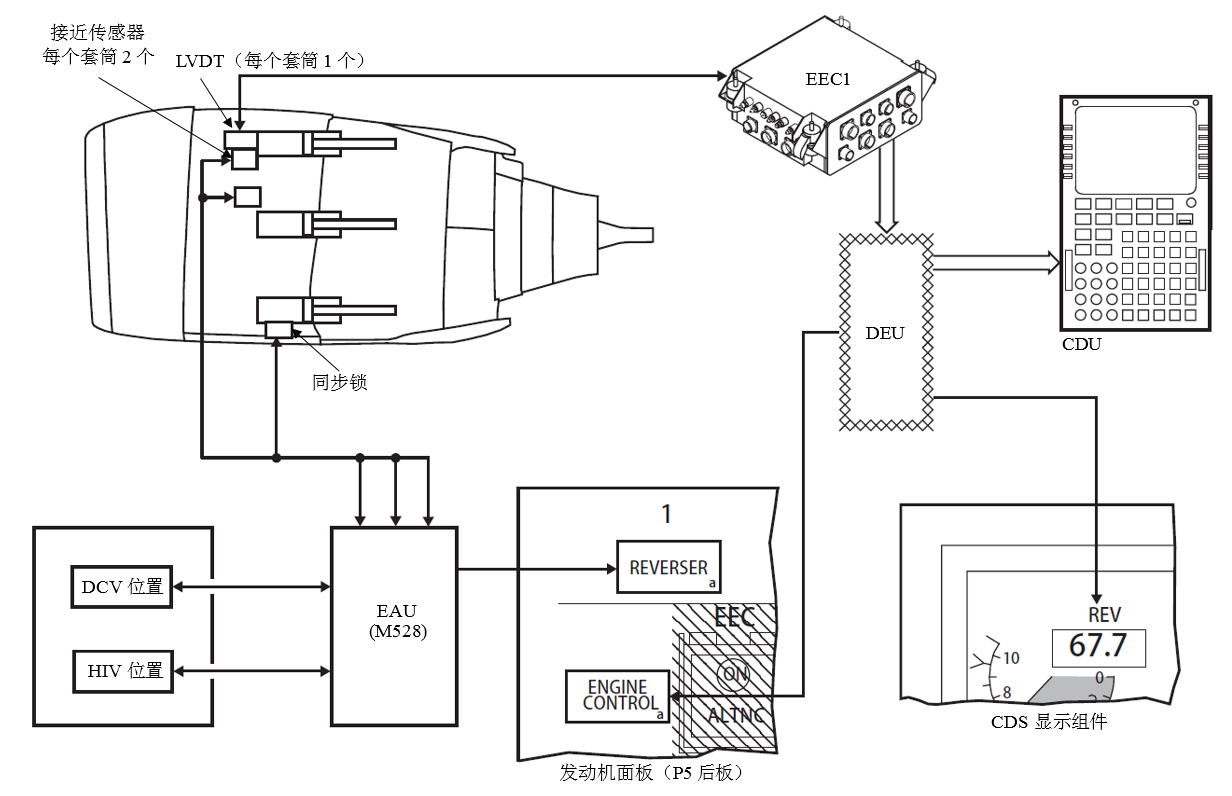 接近传感器
每个套筒 2 个
LVDT（每个套筒 1 个）
EEC1
CDU
DEU
同步锁
1
REVERSER
a
DCV 位置
HIV 位置
EAU
(M528)
EEC
ON
ENGINE
CONTROL
a
ALTNC
发动机面板（P5 后板）
REV
67.7
10
8
0
CDS 显示组件